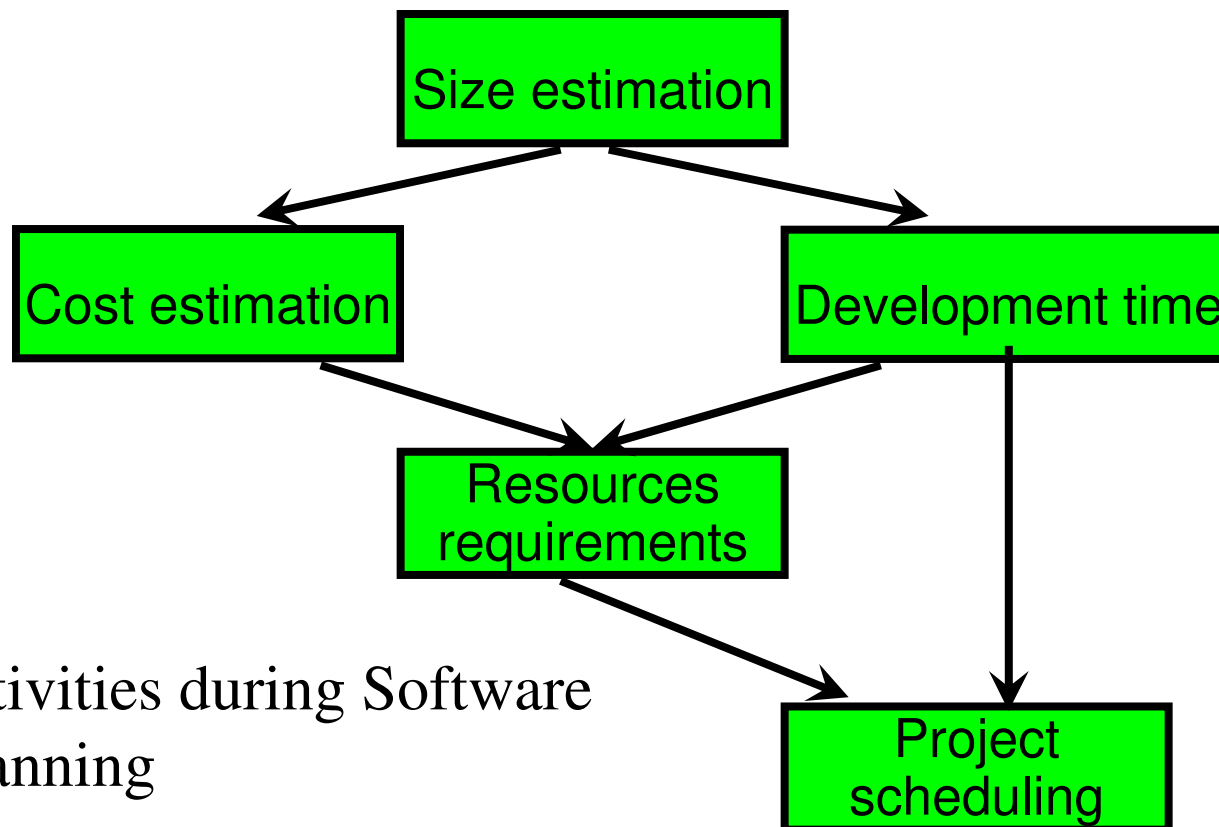 Size estimation
Cost estimation
Development time
Resources
requirements
tivities during Software
anning
Project
scheduling